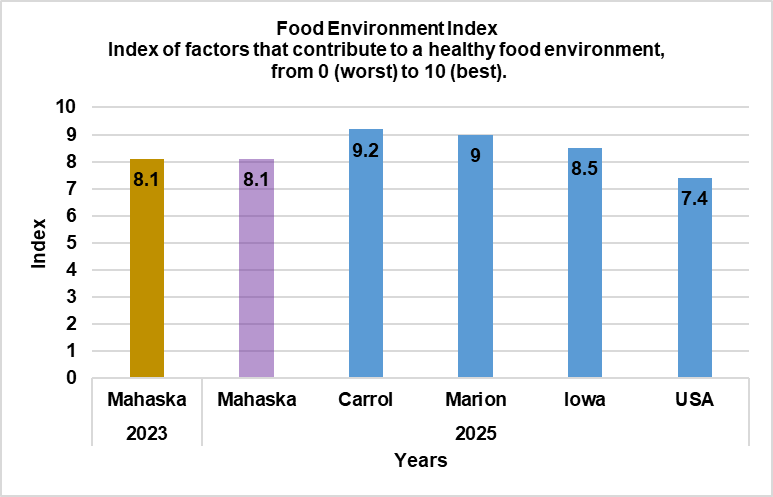 Food Environment Index
Index of factors that contribute to a healthy food environment,
from 0 (worst) to 10 (best).
10
9
8
7
6
5
4
3
2
1
0
Index
8.1
8.1
9.2
9
8.5
7.4
Mahaska
Mahaska
Carrol
Marion
Iowa
USA
2023
2025
Years